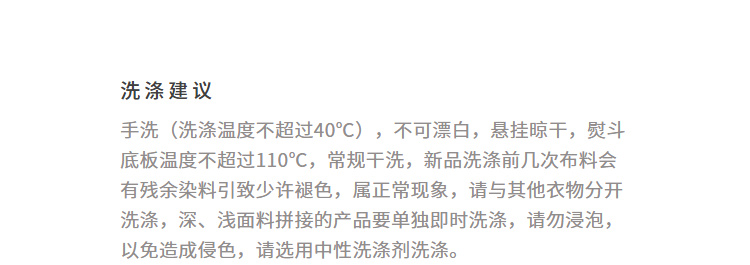 洗涤建议
手洗（洗涤温度不超过40℃），不可漂白，悬挂晾干，熨斗
底板温度不超过110℃，常规干洗，新品洗涤前几次布料会
有残余染料引致少许褪色，属正常现象，请与其他衣物分开
洗涤，深、浅面料拼接的产品要单独即时洗涤，请勿浸泡，
以免造成侵色，请选用中性洗涤剂洗涤。